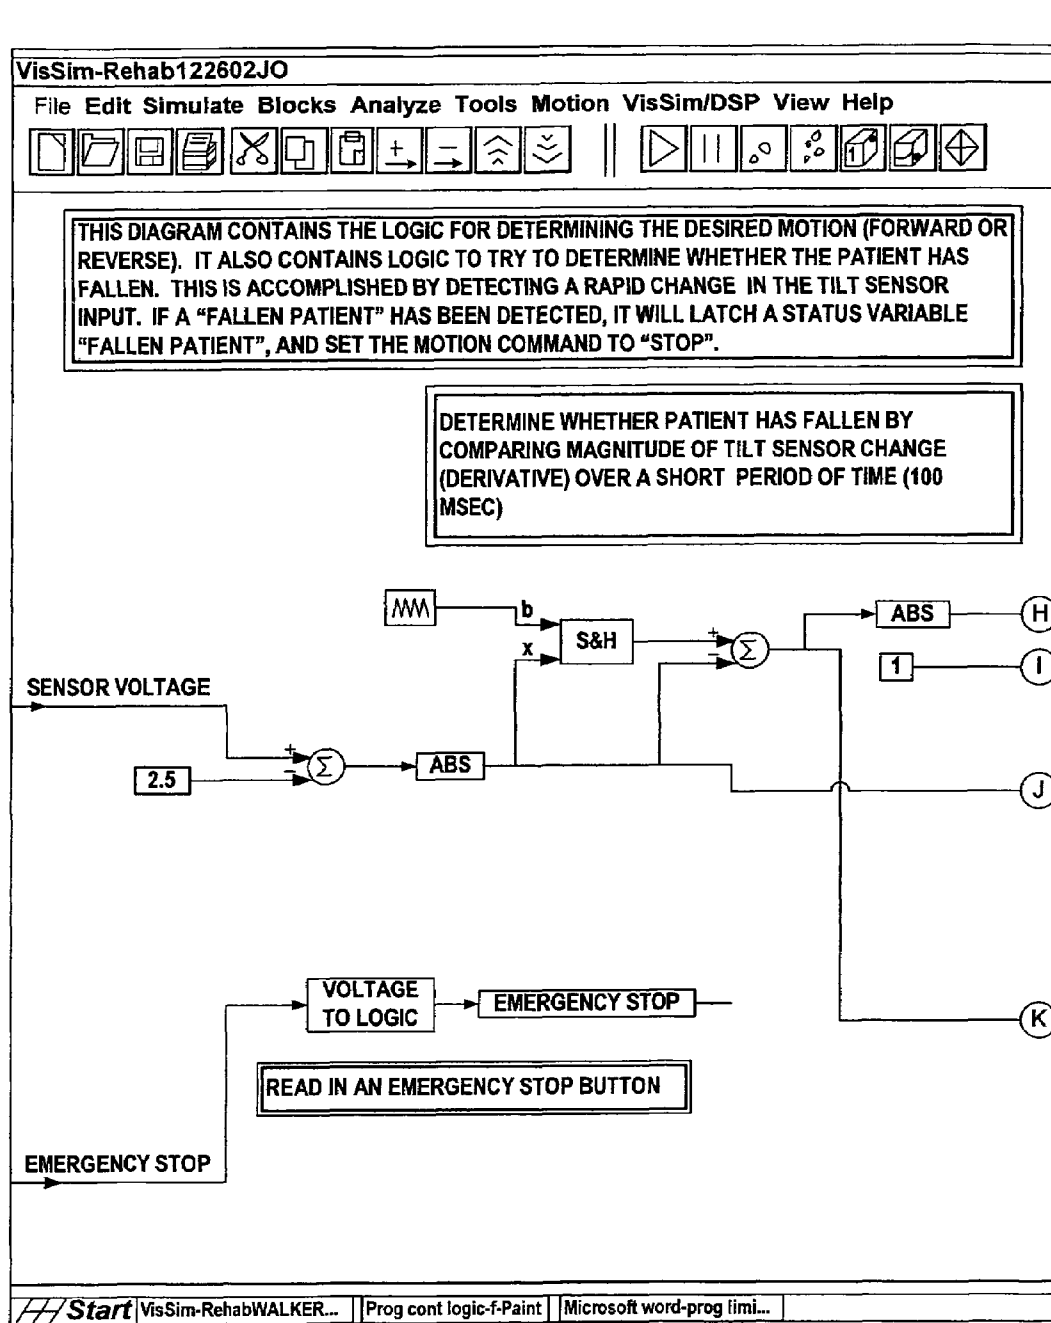 VisSim-Rehab122602JO
File Edit Simulate Blocks Analyze Tools Motion VisSim/DSP View Help
+ − 1
THIS DIAGRAM CONTAINS THE LOGIC FOR DETERMINING THE DESIRED MOTION (FORWARD OR
REVERSE). IT ALSO CONTAINS LOGIC TO TRY TO DETERMINE WHETHER THE PATIENT HAS
FALLEN. THIS IS ACCOMPLISHED BY DETECTING A RAPID CHANGE IN THE TILT SENSOR
INPUT. IF A “FALLEN PATIENT” HAS BEEN DETECTED, IT WILL LATCH A STATUS VARIABLE
“FALLEN PATIENT”, AND SET THE MOTION COMMAND TO “STOP”.
DETERMINE WHETHER PATIENT HAS FALLEN BY
COMPARING MAGNITUDE OF TILT SENSOR CHANGE
(DERIVATIVE) OVER A SHORT PERIOD OF TIME (100
MSEC)
b
x
S&H
+
−
Σ
ABS
H
1
I
SENSOR VOLTAGE
2.5
+
−
Σ
ABS
J
VOLTAGE
TO LOGIC
EMERGENCY STOP
K
READ IN AN EMERGENCY STOP BUTTON
EMERGENCY STOP
Start VisSim-RehabWALKER... Prog cont logic-f-Paint Microsoft word-prog limi...